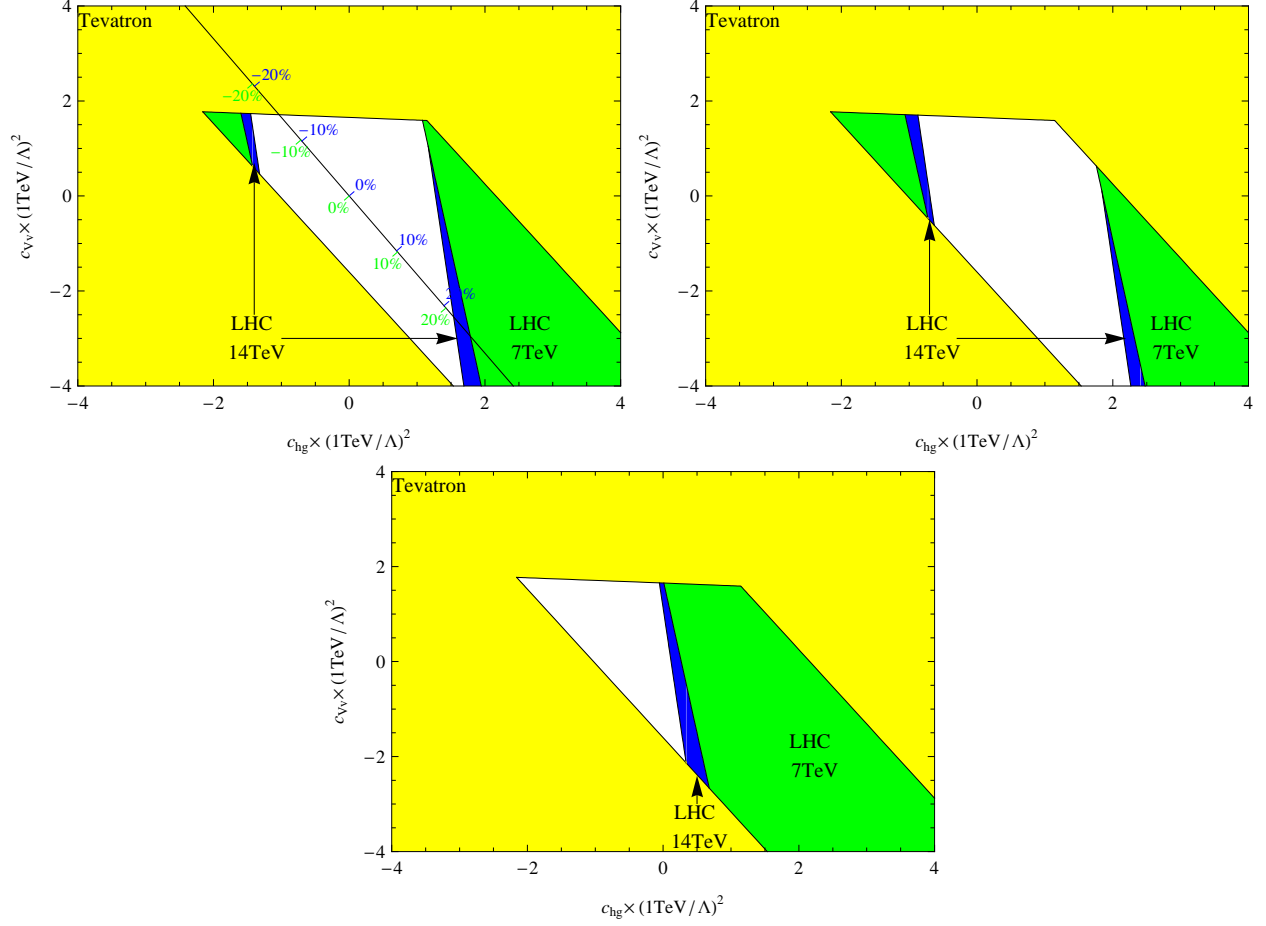 Tevatron
4
2
0
−2
−4
−4
−2
0
2
4
−20%
−20%
−10%
−10%
0%
0%
10%
10%
20%
LHC
14TeV
LHC
7TeV
c_Vv × (1TeV/Λ)²
c_hg × (1TeV/Λ)²
Tevatron
4
2
0
−2
−4
−4
−2
0
2
4
LHC
14TeV
LHC
7TeV
c_Vv × (1TeV/Λ)²
c_hg × (1TeV/Λ)²
Tevatron
4
2
0
−2
−4
−4
−2
0
2
4
LHC
7TeV
LHC
14TeV
c_Vv × (1TeV/Λ)²
c_hg × (1TeV/Λ)²